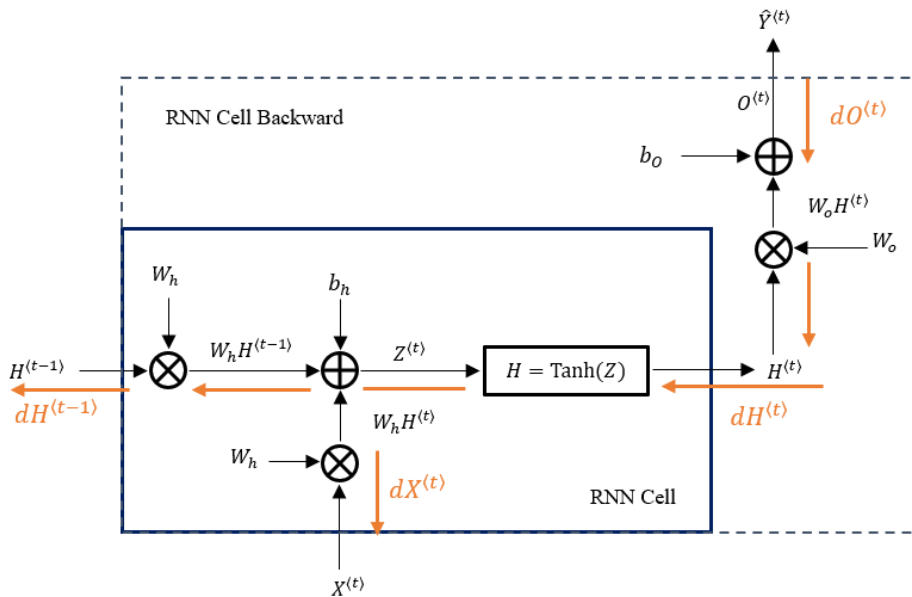 Ŷ⟨t⟩
O⟨t⟩
dO⟨t⟩
RNN Cell Backward
b_O
W_oH⟨t⟩
W_o
W_h
b_h
H⟨t−1⟩
W_hH⟨t−1⟩
Z⟨t⟩
H = Tanh(Z)
H⟨t⟩
dH⟨t−1⟩
dH⟨t⟩
W_hH⟨t⟩
W_h
dX⟨t⟩
RNN Cell
X⟨t⟩